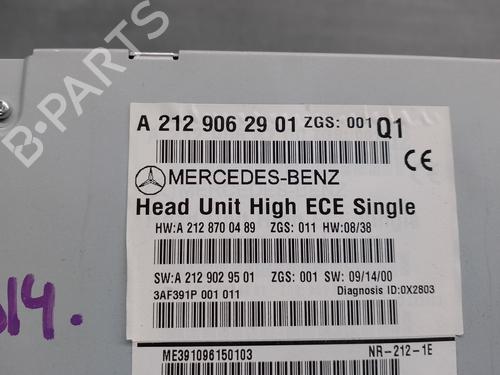 A 212 906 29 01 ZGS: 001 Q1
MERCEDES-BENZ
CE
Head Unit High ECE Single
HW:A 212 870 04 89 ZGS: 011 HW:08/38
SW:A 212 902 95 01 ZGS: 001 SW: 09/14/00
3AF391P 001 011 Diagnosis ID:0X2803
ME391096150103 NR-212-1E
814.
B-PARTS